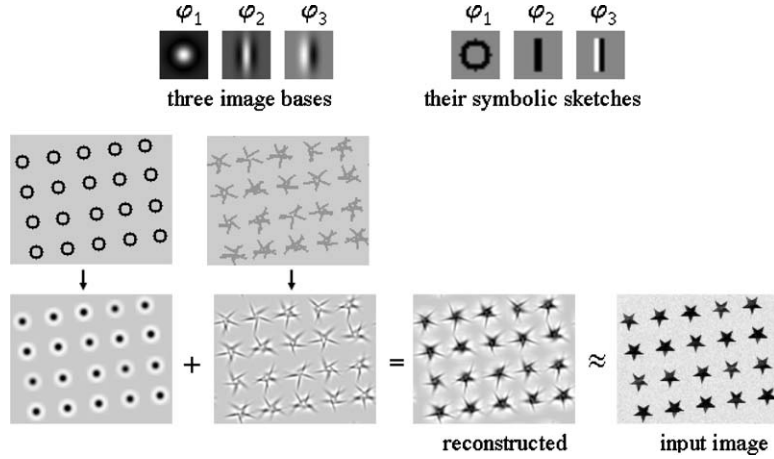 φ₁ φ₂ φ₃ φ₁ φ₂ φ₃
three image bases their symbolic sketches
+ = ≈
reconstructed input image